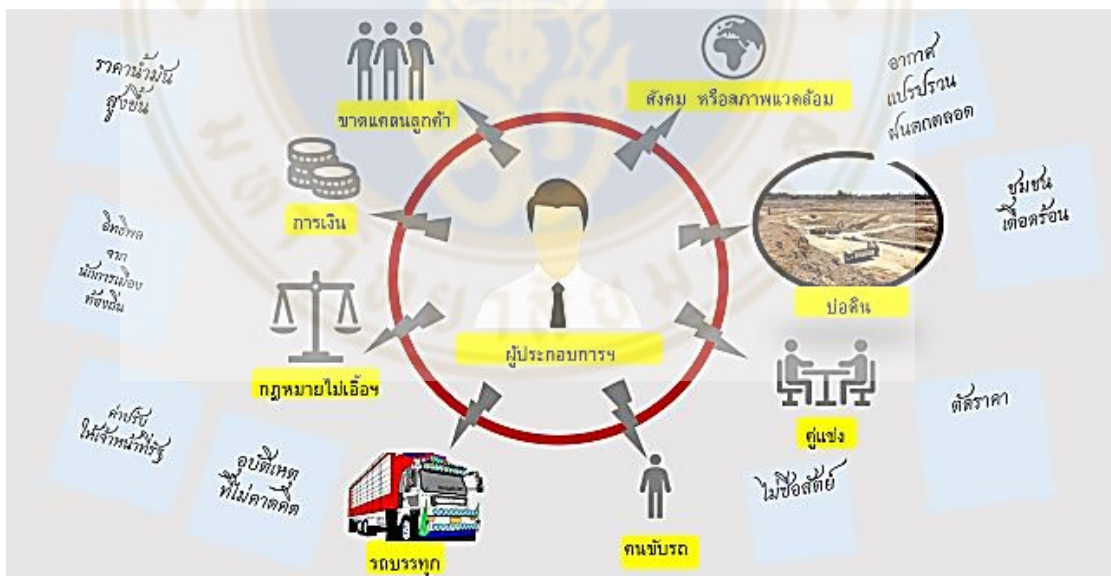 ราคาน้ำมัน
สูงขึ้น
ขาดแคลนลูกค้า
สังคม หรือสภาพแวดล้อม
อากาศ
แปรปรวน
ฝนตกตลอด
ชุมชน
เดือดร้อน
การเงิน
อิทธิพล
จาก
นักการเมือง
ท้องถิ่น
บ่อดิน
ผู้ประกอบการฯ
กฎหมายไม่เอื้อฯ
คู่แข่ง
ตัดราคา
ค่าปรับ
ให้เจ้าหน้าที่รัฐ
อุบัติเหตุ
ที่ไม่คาดคิด
ไม่ซื่อสัตย์
รถบรรทุก
คนขับรถ